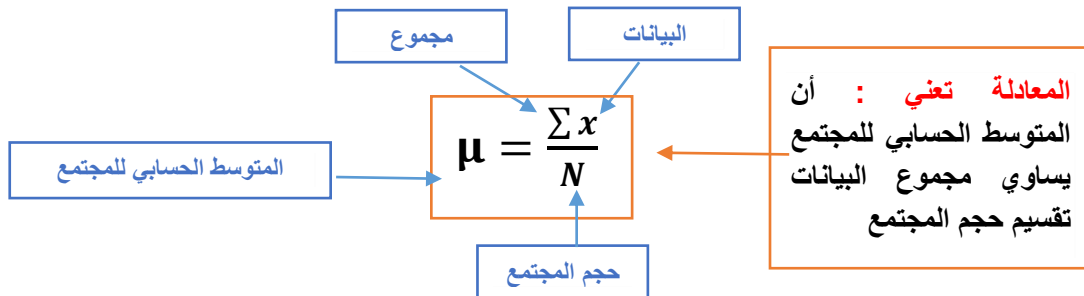 البيانات
مجموع
المعادلة تعني : أن
المتوسط الحسابي للمجتمع
يساوي مجموع البيانات
تقسيم حجم المجتمع
μ = ∑ x / N
المتوسط الحسابي للمجتمع
حجم المجتمع